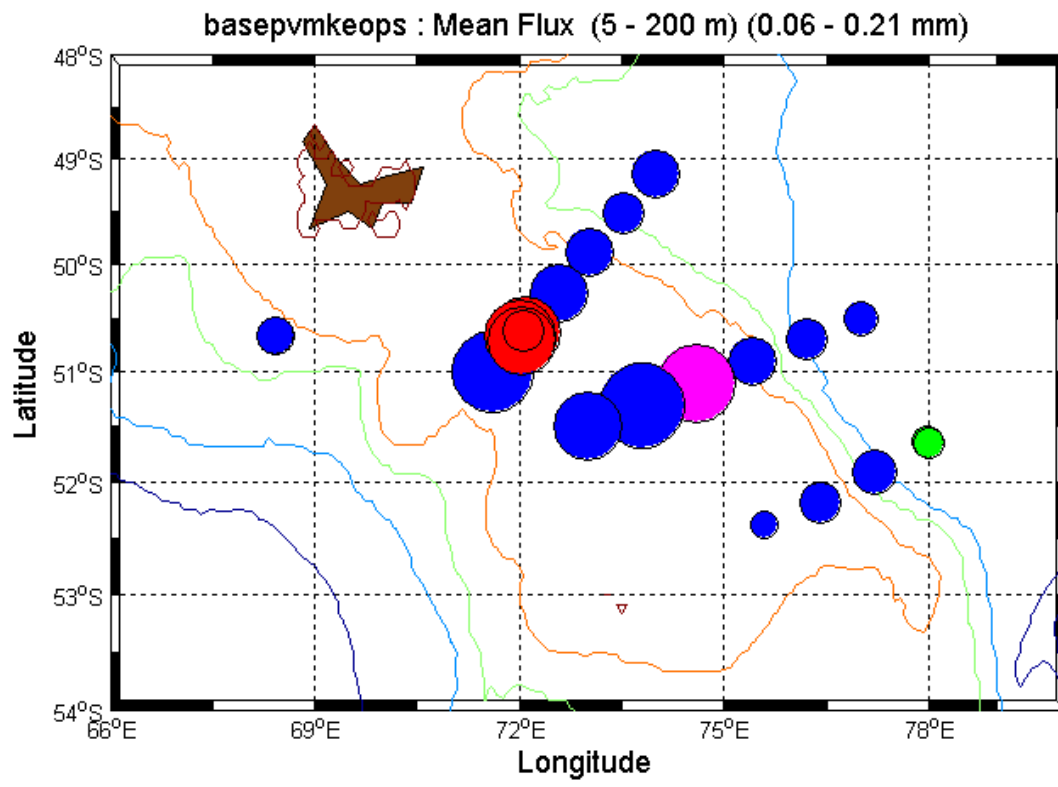 basepvmkeops : Mean Flux  (5 - 200 m) (0.06 - 0.21 mm)
48°S
49°S
50°S
51°S
52°S
53°S
54°S
Latitude
66°E
69°E
72°E
75°E
78°E
Longitude